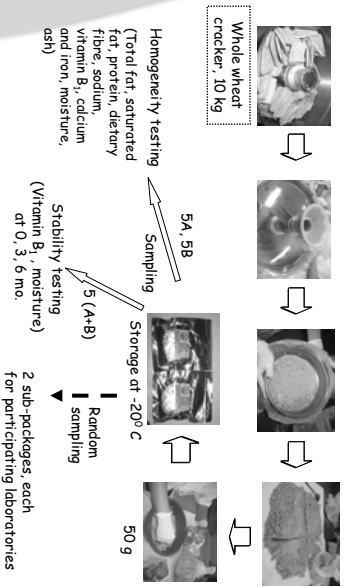 Whole wheat
cracker, 10 kg
50 g
Storage at -20⁰ C
5A, 5B
Sampling
Homogeneity testing
(Total fat, saturated
fat, protein, dietary
fibre, sodium,
vitamin B₁, calcium
and iron, moisture,
ash)
5 (A+B)
Stability testing
(Vitamin B₁ , moisture)
at 0, 3, 6 mo.
Random
sampling
2 sub-packages, each
for participating laboratories